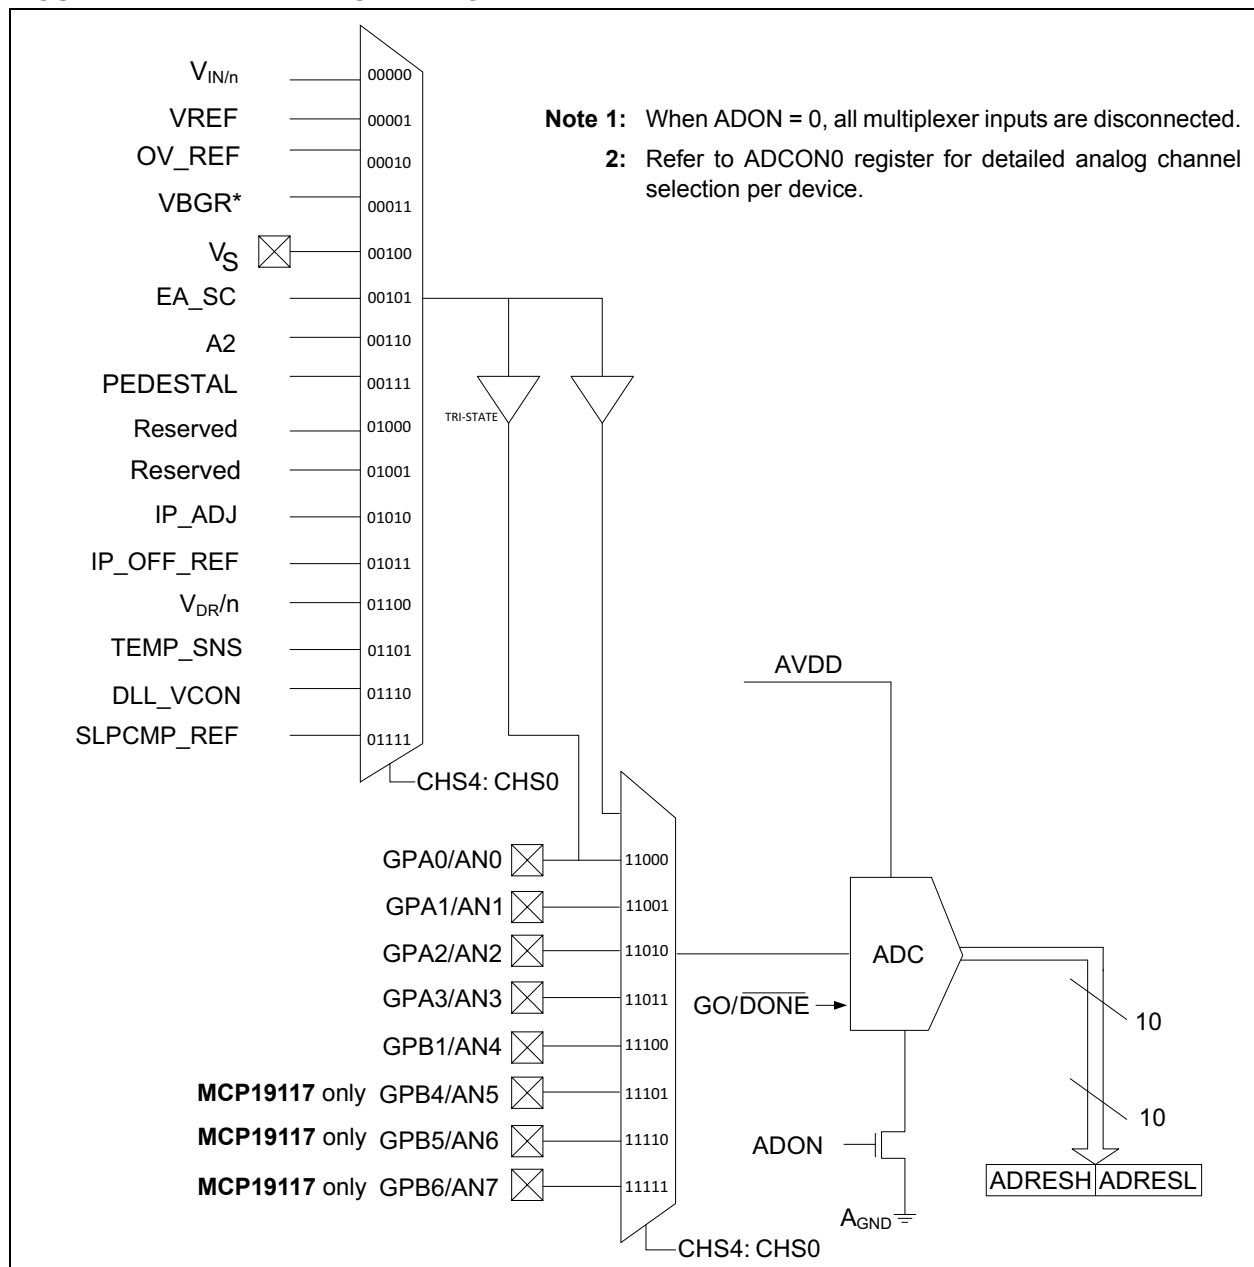 V_IN/n 00000
VREF 00001
OV_REF 00010
VBGR* 00011
V_S 00100
EA_SC 00101
A2 00110
PEDESTAL 00111
Reserved 01000
Reserved 01001
IP_ADJ 01010
IP_OFF_REF 01011
V_DR/n 01100
TEMP_SNS 01101
DLL_VCON 01110
SLPCMP_REF 01111
CHS4: CHS0
Note 1: When ADON = 0, all multiplexer inputs are disconnected.
2: Refer to ADCON0 register for detailed analog channel
selection per device.
TRI-STATE
GPA0/AN0 11000
GPA1/AN1 11001
GPA2/AN2 11010
GPA3/AN3 11011
GPB1/AN4 11100
MCP19117 only GPB4/AN5 11101
MCP19117 only GPB5/AN6 11110
MCP19117 only GPB6/AN7 11111
CHS4: CHS0
AVDD
ADC
GO/DONE
10
10
ADON
A_GND
ADRESH ADRESL